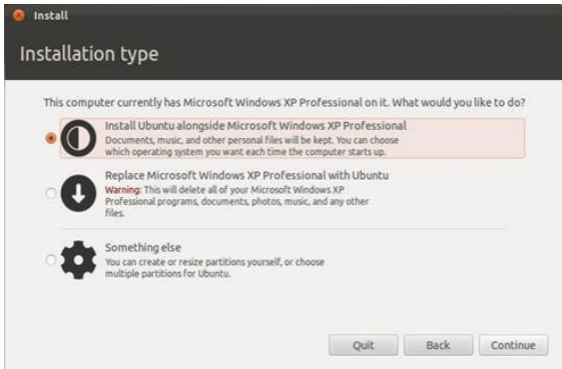 Install
Installation type
This computer currently has Microsoft Windows XP Professional on it. What would you like to do?
Install Ubuntu alongside Microsoft Windows XP Professional
Documents, music, and other personal files will be kept. You can choose
which operating system you want each time the computer starts up.
Replace Microsoft Windows XP Professional with Ubuntu
Warning: This will delete all of your Microsoft Windows XP
Professional programs, documents, photos, music, and any other
files.
Something else
You can create or resize partitions yourself, or choose
multiple partitions for Ubuntu.
Quit Back Continue